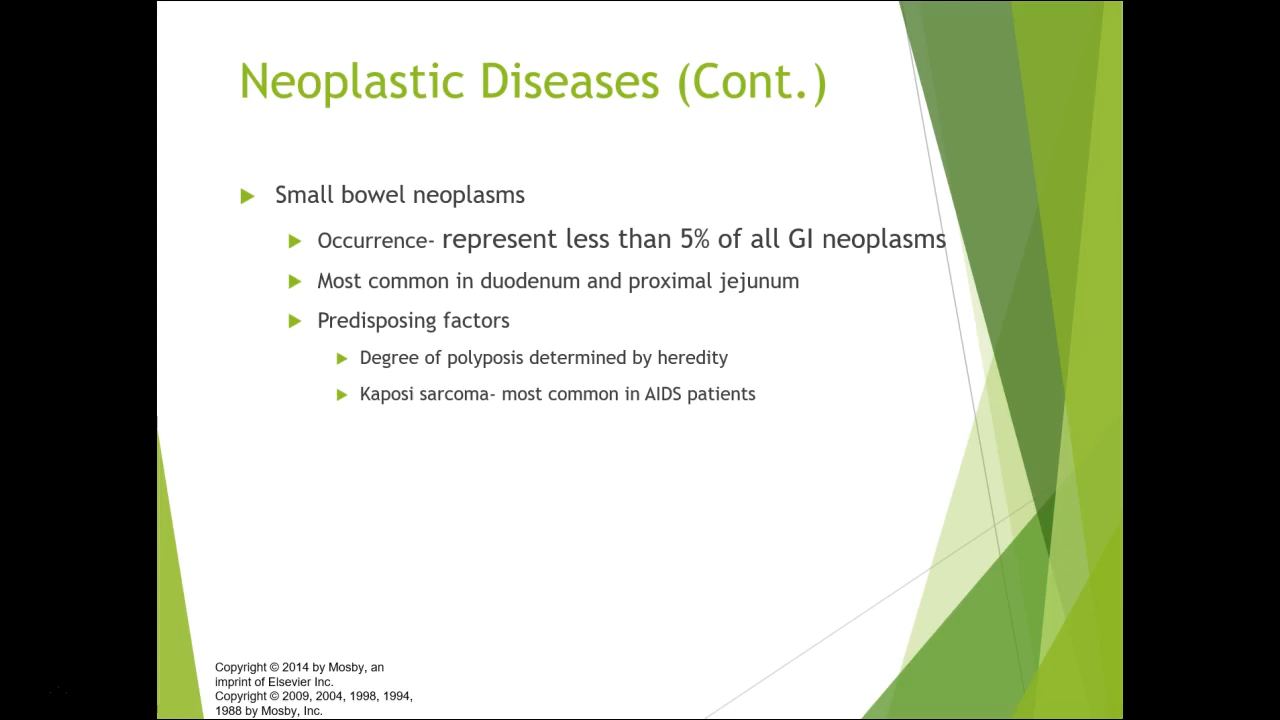 Neoplastic Diseases (Cont.)
Small bowel neoplasms
Occurrence- represent less than 5% of all GI neoplasms
Most common in duodenum and proximal jejunum
Predisposing factors
Degree of polyposis determined by heredity
Kaposi sarcoma- most common in AIDS patients
Copyright © 2014 by Mosby, an
imprint of Elsevier Inc.
Copyright © 2009, 2004, 1998, 1994,
1988 by Mosby, Inc.